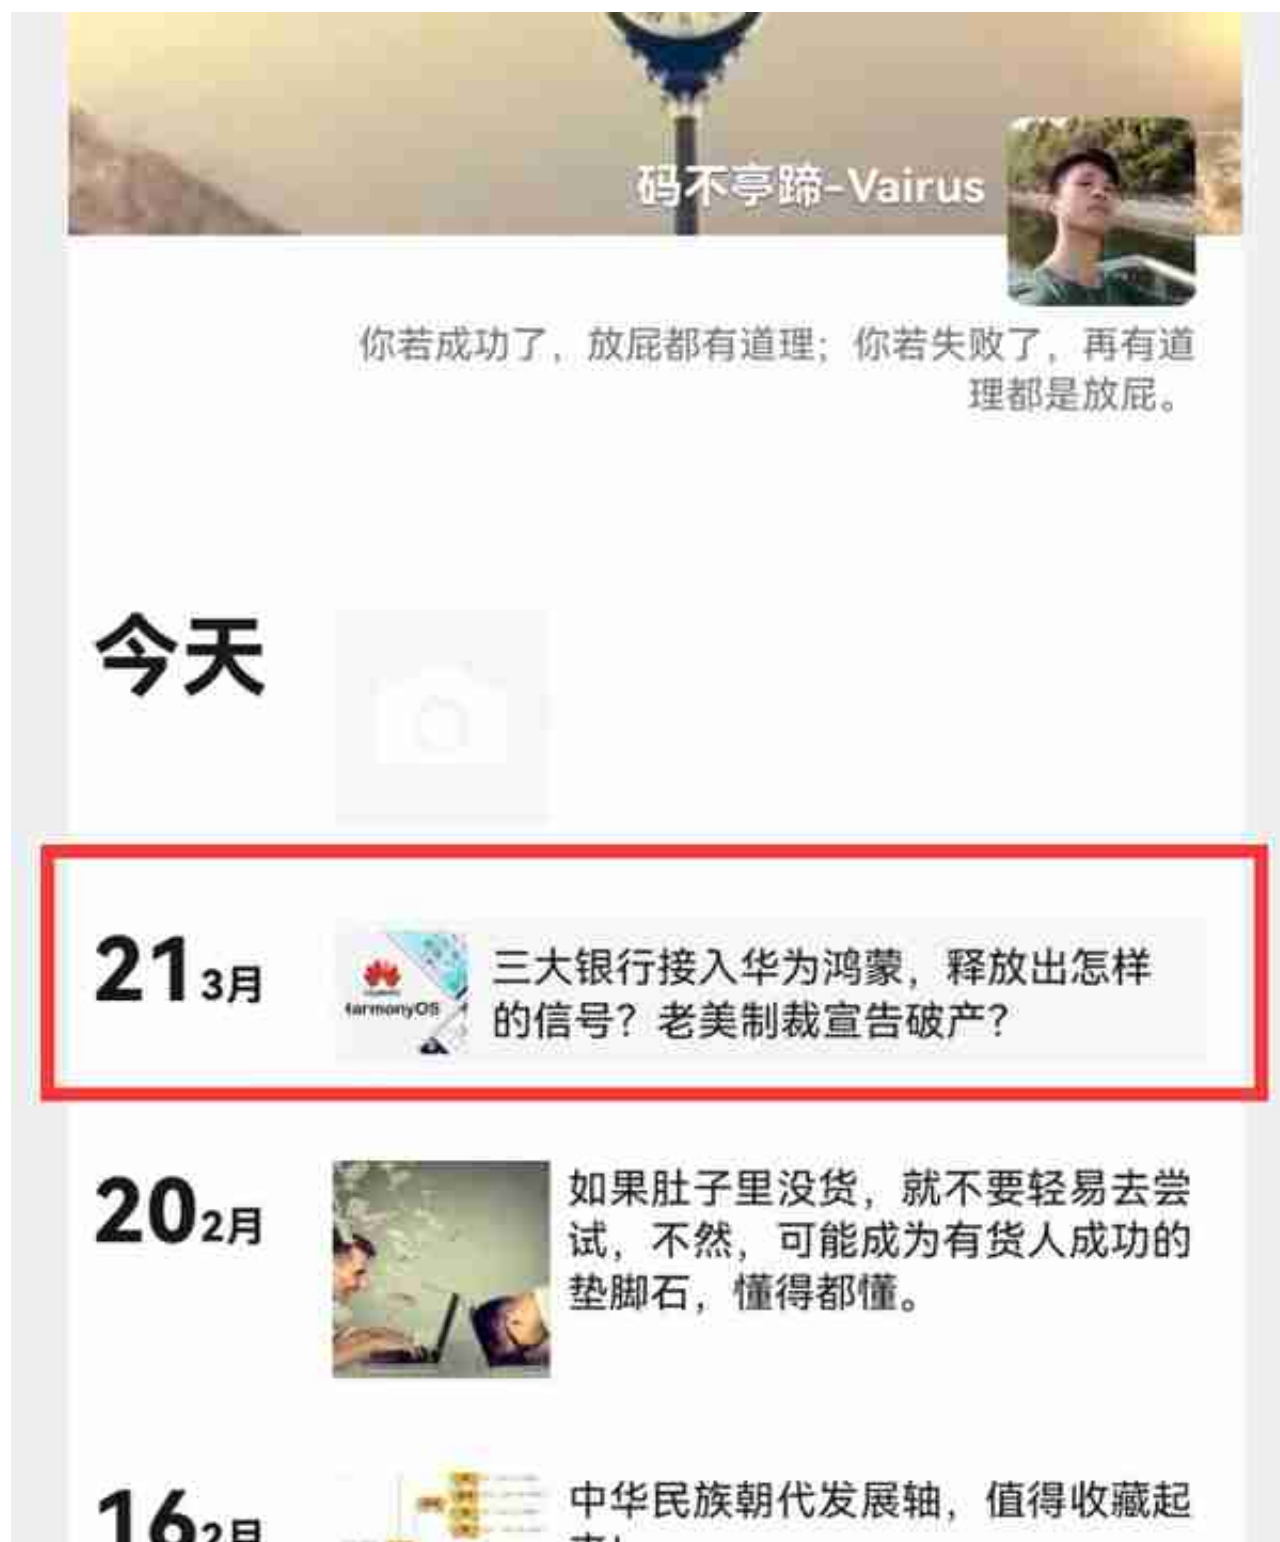 码不亭蹄-Vairus
你若成功了，放屁都有道理；你若失败了，再有道
理都是放屁。
今天
21 3月
HarmonyOS
三大银行接入华为鸿蒙，释放出怎样
的信号？老美制裁宣告破产？
20 2月
如果肚子里没货，就不要轻易去尝
试，不然，可能成为有货人成功的
垫脚石，懂得都懂。
16 2月
中华民族朝代发展轴，值得收藏起